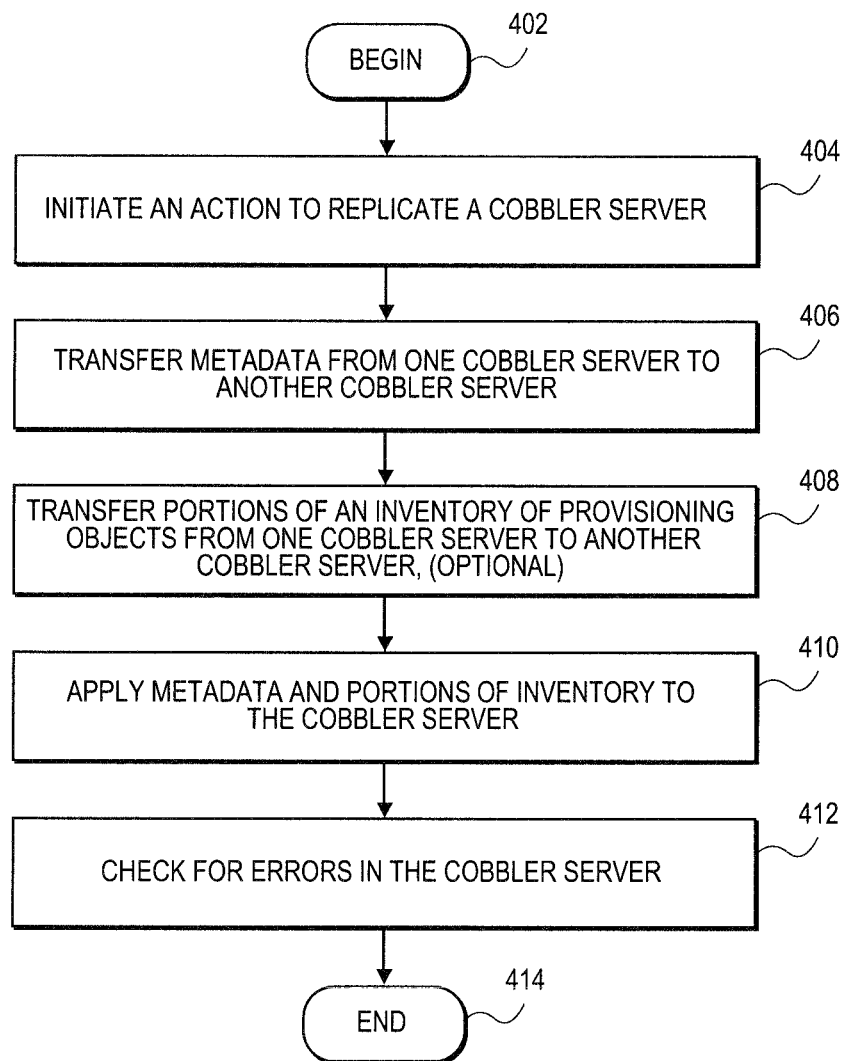 BEGIN
402
404
INITIATE AN ACTION TO REPLICATE A COBBLER SERVER
406
TRANSFER METADATA FROM ONE COBBLER SERVER TO
ANOTHER COBBLER SERVER
408
TRANSFER PORTIONS OF AN INVENTORY OF PROVISIONING
OBJECTS FROM ONE COBBLER SERVER TO ANOTHER
COBBLER SERVER, (OPTIONAL)
410
APPLY METADATA AND PORTIONS OF INVENTORY TO
THE COBBLER SERVER
412
CHECK FOR ERRORS IN THE COBBLER SERVER
414
END